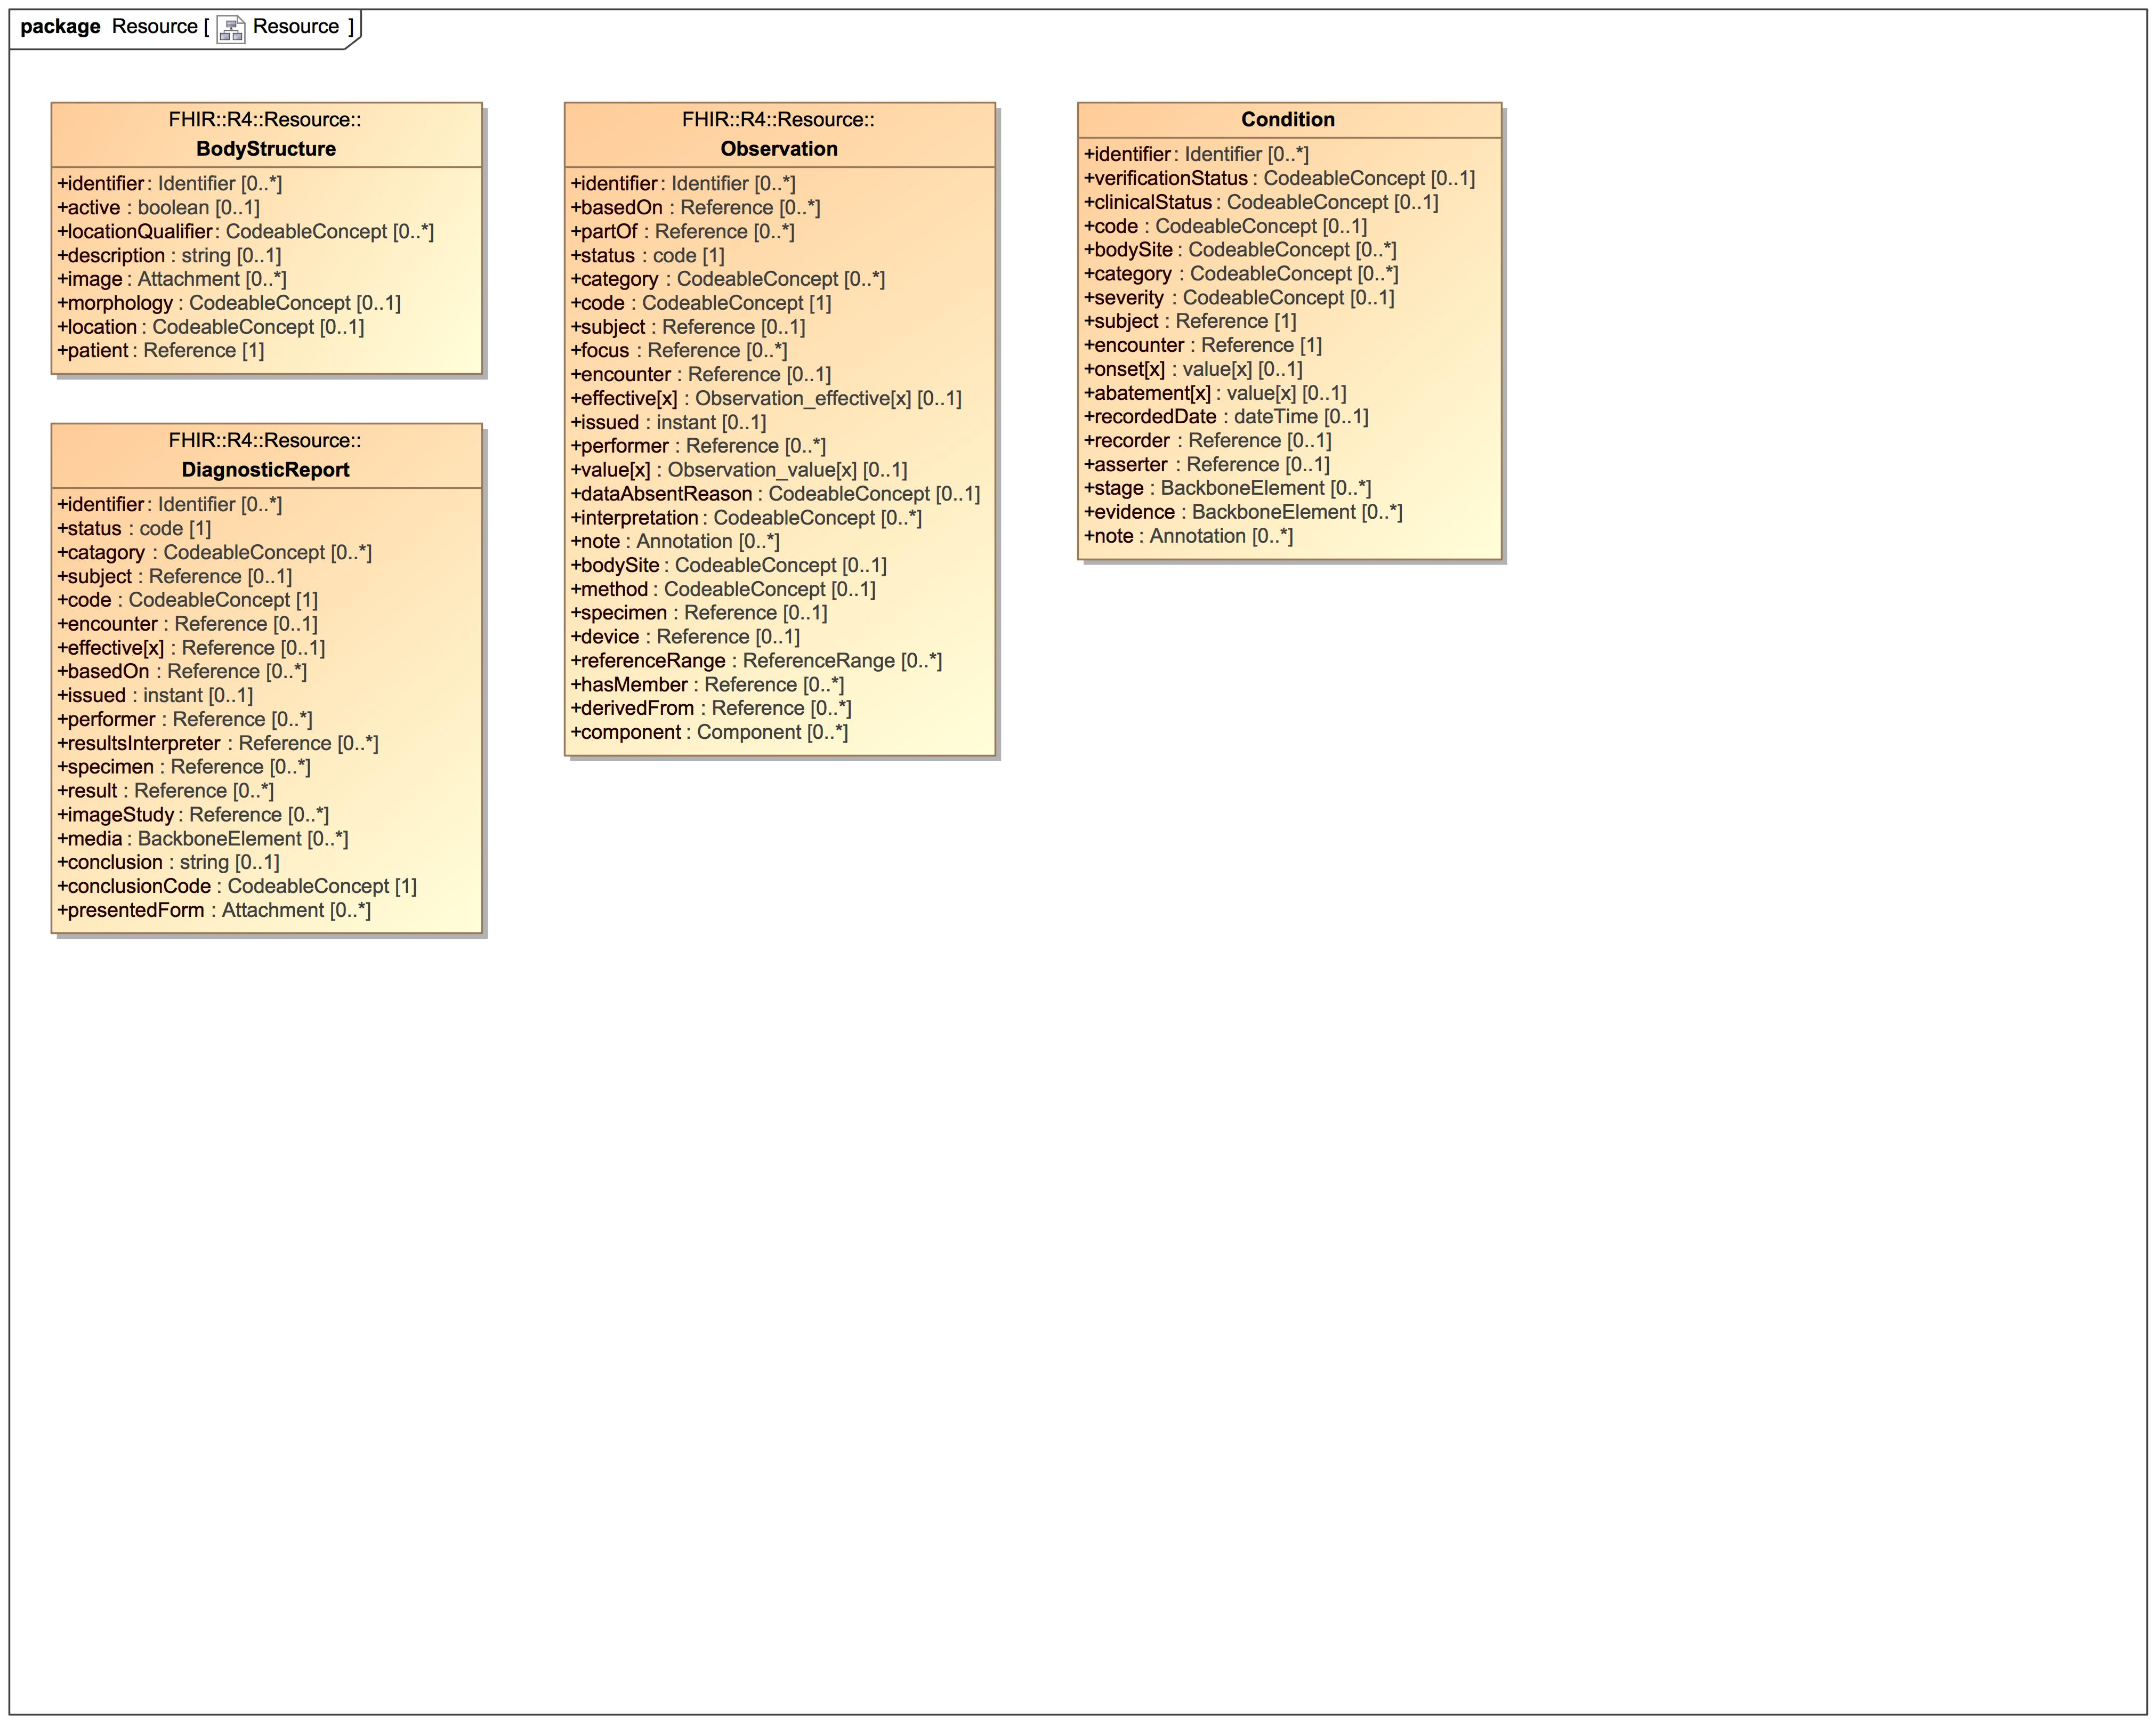 package Resource [ Resource ]
FHIR::R4::Resource::
BodyStructure
+identifier : Identifier [0..*]
+active : boolean [0..1]
+locationQualifier : CodeableConcept [0..*]
+description : string [0..1]
+image : Attachment [0..*]
+morphology : CodeableConcept [0..1]
+location : CodeableConcept [0..1]
+patient : Reference [1]
FHIR::R4::Resource::
DiagnosticReport
+identifier : Identifier [0..*]
+status : code [1]
+catagory : CodeableConcept [0..*]
+subject : Reference [0..1]
+code : CodeableConcept [1]
+encounter : Reference [0..1]
+effective[x] : Reference [0..1]
+basedOn : Reference [0..*]
+issued : instant [0..1]
+performer : Reference [0..*]
+resultsInterpreter : Reference [0..*]
+specimen : Reference [0..*]
+result : Reference [0..*]
+imageStudy : Reference [0..*]
+media : BackboneElement [0..*]
+conclusion : string [0..1]
+conclusionCode : CodeableConcept [1]
+presentedForm : Attachment [0..*]
FHIR::R4::Resource::
Observation
+identifier : Identifier [0..*]
+basedOn : Reference [0..*]
+partOf : Reference [0..*]
+status : code [1]
+category : CodeableConcept [0..*]
+code : CodeableConcept [1]
+subject : Reference [0..1]
+focus : Reference [0..*]
+encounter : Reference [0..1]
+effective[x] : Observation_effective[x] [0..1]
+issued : instant [0..1]
+performer : Reference [0..*]
+value[x] : Observation_value[x] [0..1]
+dataAbsentReason : CodeableConcept [0..1]
+interpretation : CodeableConcept [0..*]
+note : Annotation [0..*]
+bodySite : CodeableConcept [0..1]
+method : CodeableConcept [0..1]
+specimen : Reference [0..1]
+device : Reference [0..1]
+referenceRange : ReferenceRange [0..*]
+hasMember : Reference [0..*]
+derivedFrom : Reference [0..*]
+component : Component [0..*]
Condition
+identifier : Identifier [0..*]
+verificationStatus : CodeableConcept [0..1]
+clinicalStatus : CodeableConcept [0..1]
+code : CodeableConcept [0..1]
+bodySite : CodeableConcept [0..*]
+category : CodeableConcept [0..*]
+severity : CodeableConcept [0..1]
+subject : Reference [1]
+encounter : Reference [1]
+onset[x] : value[x] [0..1]
+abatement[x] : value[x] [0..1]
+recordedDate : dateTime [0..1]
+recorder : Reference [0..1]
+asserter : Reference [0..1]
+stage : BackboneElement [0..*]
+evidence : BackboneElement [0..*]
+note : Annotation [0..*]